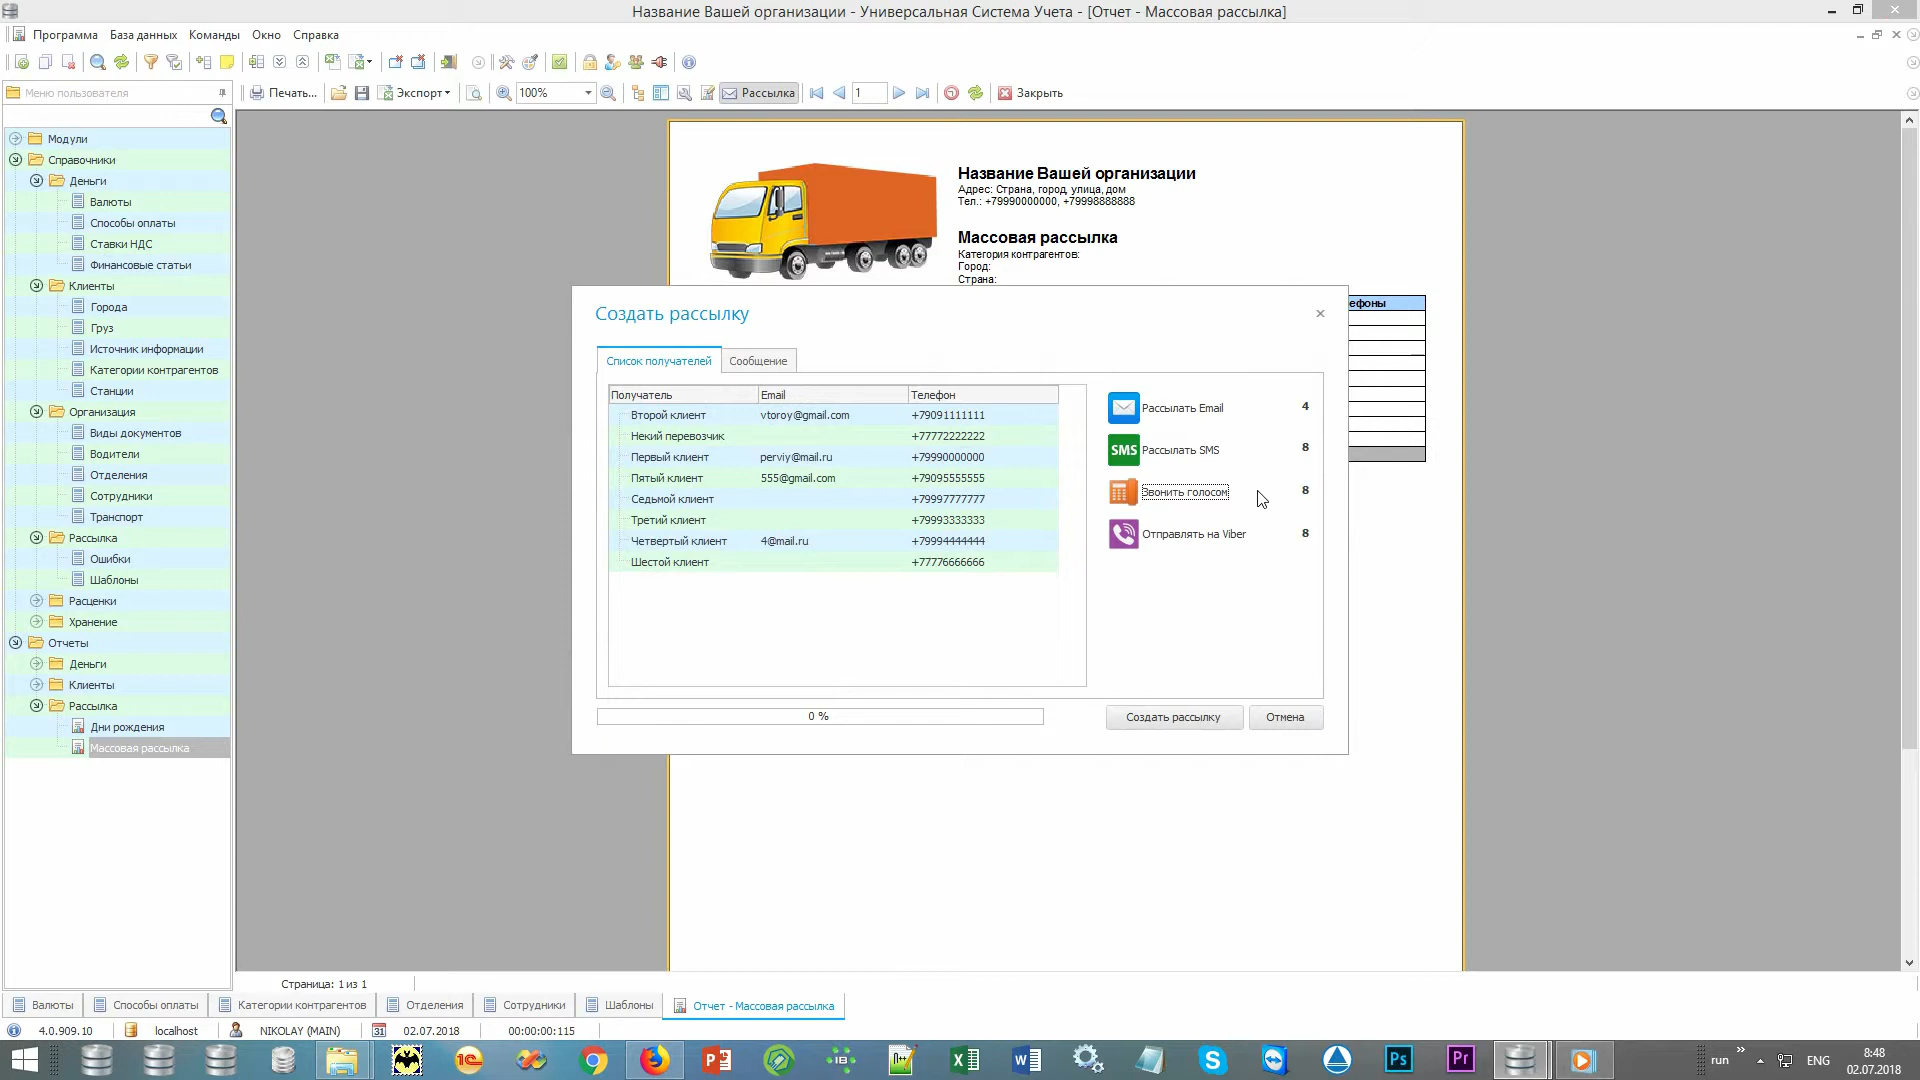 Название Вашей организации - Универсальная Система Учета - [Отчет - Массовая рассылка]
Программа База данных Команды Окно Справка
Меню пользователя
Печать... Экспорт 100% Рассылка 1 Закрыть
Модули
Справочники
Деньги
Валюты
Способы оплаты
Ставки НДС
Финансовые статьи
Клиенты
Города
Груз
Источник информации
Категории контрагентов
Станции
Организация
Виды документов
Водители
Отделения
Сотрудники
Транспорт
Рассылка
Ошибки
Шаблоны
Расценки
Хранение
Отчеты
Деньги
Клиенты
Рассылка
Дни рождения
Массовая рассылка
Название Вашей организации
Адрес: Страна, город, улица, дом
Тел.: +79990000000, +79998888888
Массовая рассылка
Категория контрагентов:
Город:
Страна:
ефоны
Создать рассылку
Список получателей Сообщение
Получатель Email Телефон
Второй клиент vtoroy@gmail.com +79091111111
Некий перевозчик +77772222222
Первый клиент perviy@mail.ru +79990000000
Пятый клиент 555@gmail.com +79095555555
Седьмой клиент +79997777777
Третий клиент +79993333333
Четвертый клиент 4@mail.ru +79994444444
Шестой клиент +77776666666
Рассылать Email 4
SMS Рассылать SMS 8
Звонить голосом 8
Отправлять на Viber 8
0 %
Создать рассылку Отмена
Страница: 1 из 1
Валюты Способы оплаты Категории контрагентов Отделения Сотрудники Шаблоны Отчет - Массовая рассылка
4.0.909.10 localhost NIKOLAY (MAIN) 31 02.07.2018 00:00:00:115
1C IB Ps Pr run ENG 8:48
02.07.2018